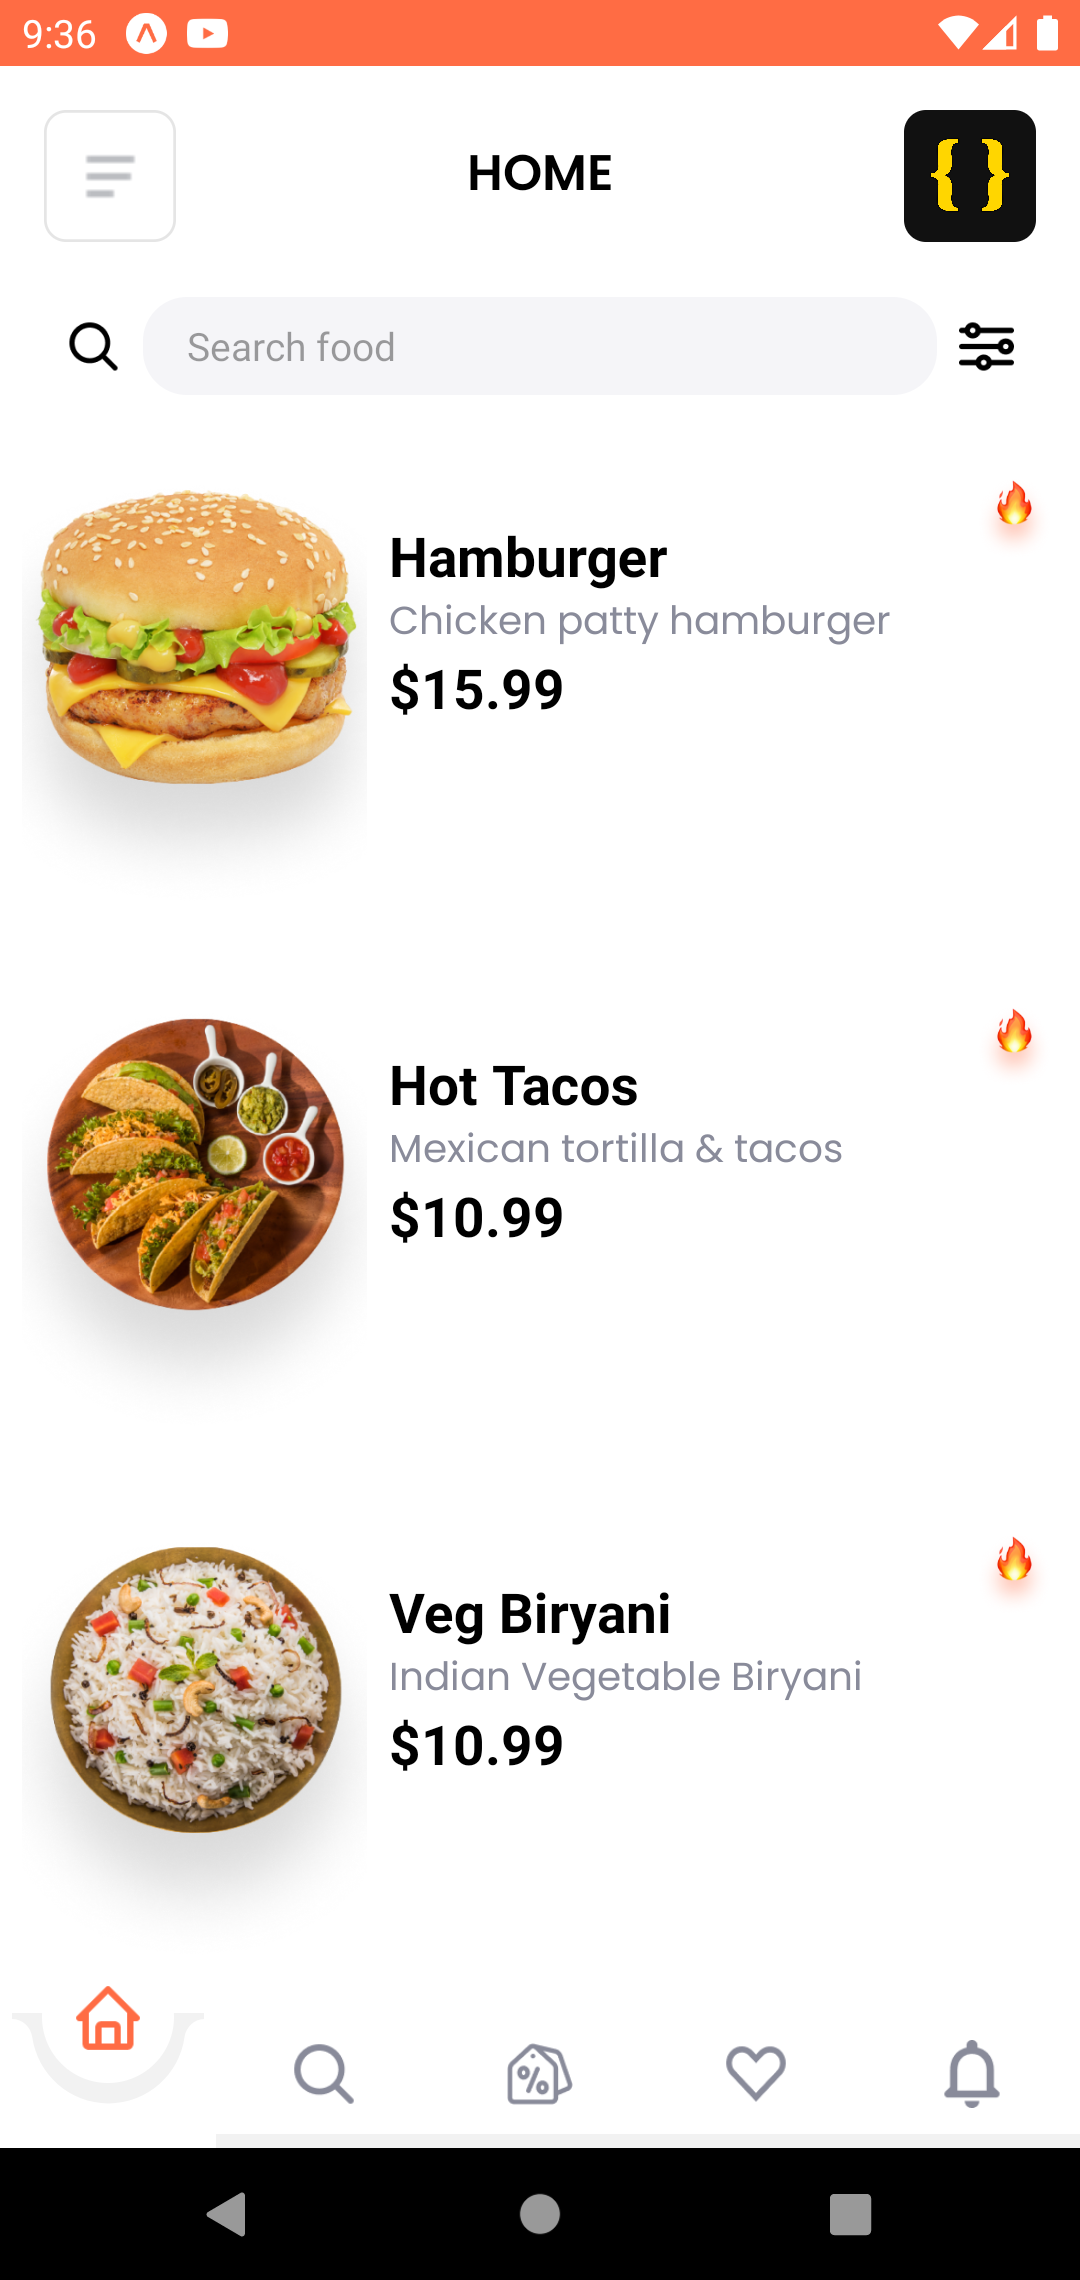 9:36
HOME
{ }
Search food
Hamburger
Chicken patty hamburger
$15.99
Hot Tacos
Mexican tortilla & tacos
$10.99
Veg Biryani
Indian Vegetable Biryani
$10.99
%